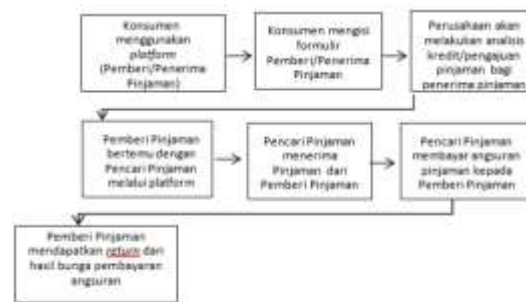 Konsumen
menggunakan
platform
(Pemberi/Penerima
Pinjaman)
Konsumen mengisi
formulir
Pemberi/Penerima
Pinjaman
Perusahaan akan
melakukan analisis
kredit/pengajuan
pinjaman bagi
penerima pinjaman
Pemberi Pinjaman
bertemu dengan
Pencari Pinjaman
melalui platform
Pencari Pinjaman
menerima
Pinjaman dari
Pemberi Pinjaman
Pencari Pinjaman
membayar angsuran
pinjaman kepada
Pemberi Pinjaman
Pemberi Pinjaman
mendapatkan return dari
hasil bunga pembayaran
angsuran